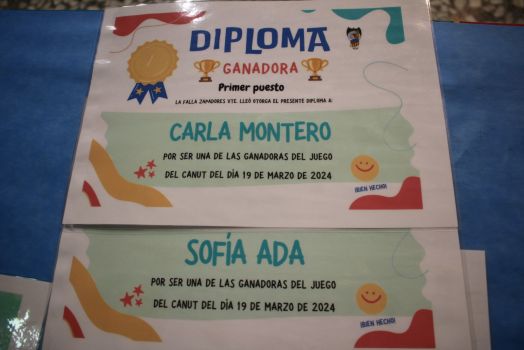 DIPLOMA
GANADORA
Primer puesto
LA FALLA ZAPADORES VTE. LLEÓ OTORGA EL PRESENTE DIPLOMA A:
CARLA MONTERO
POR SER UNA DE LAS GANADORAS DEL JUEGO
DEL CANUT DEL DÍA 19 DE MARZO DE 2024
¡BIEN HECHO!
SOFÍA ADA
POR SER UNA DE LAS GANADORAS DEL JUEGO
DEL CANUT DEL DÍA 19 DE MARZO DE 2024
¡BIEN HECHO!